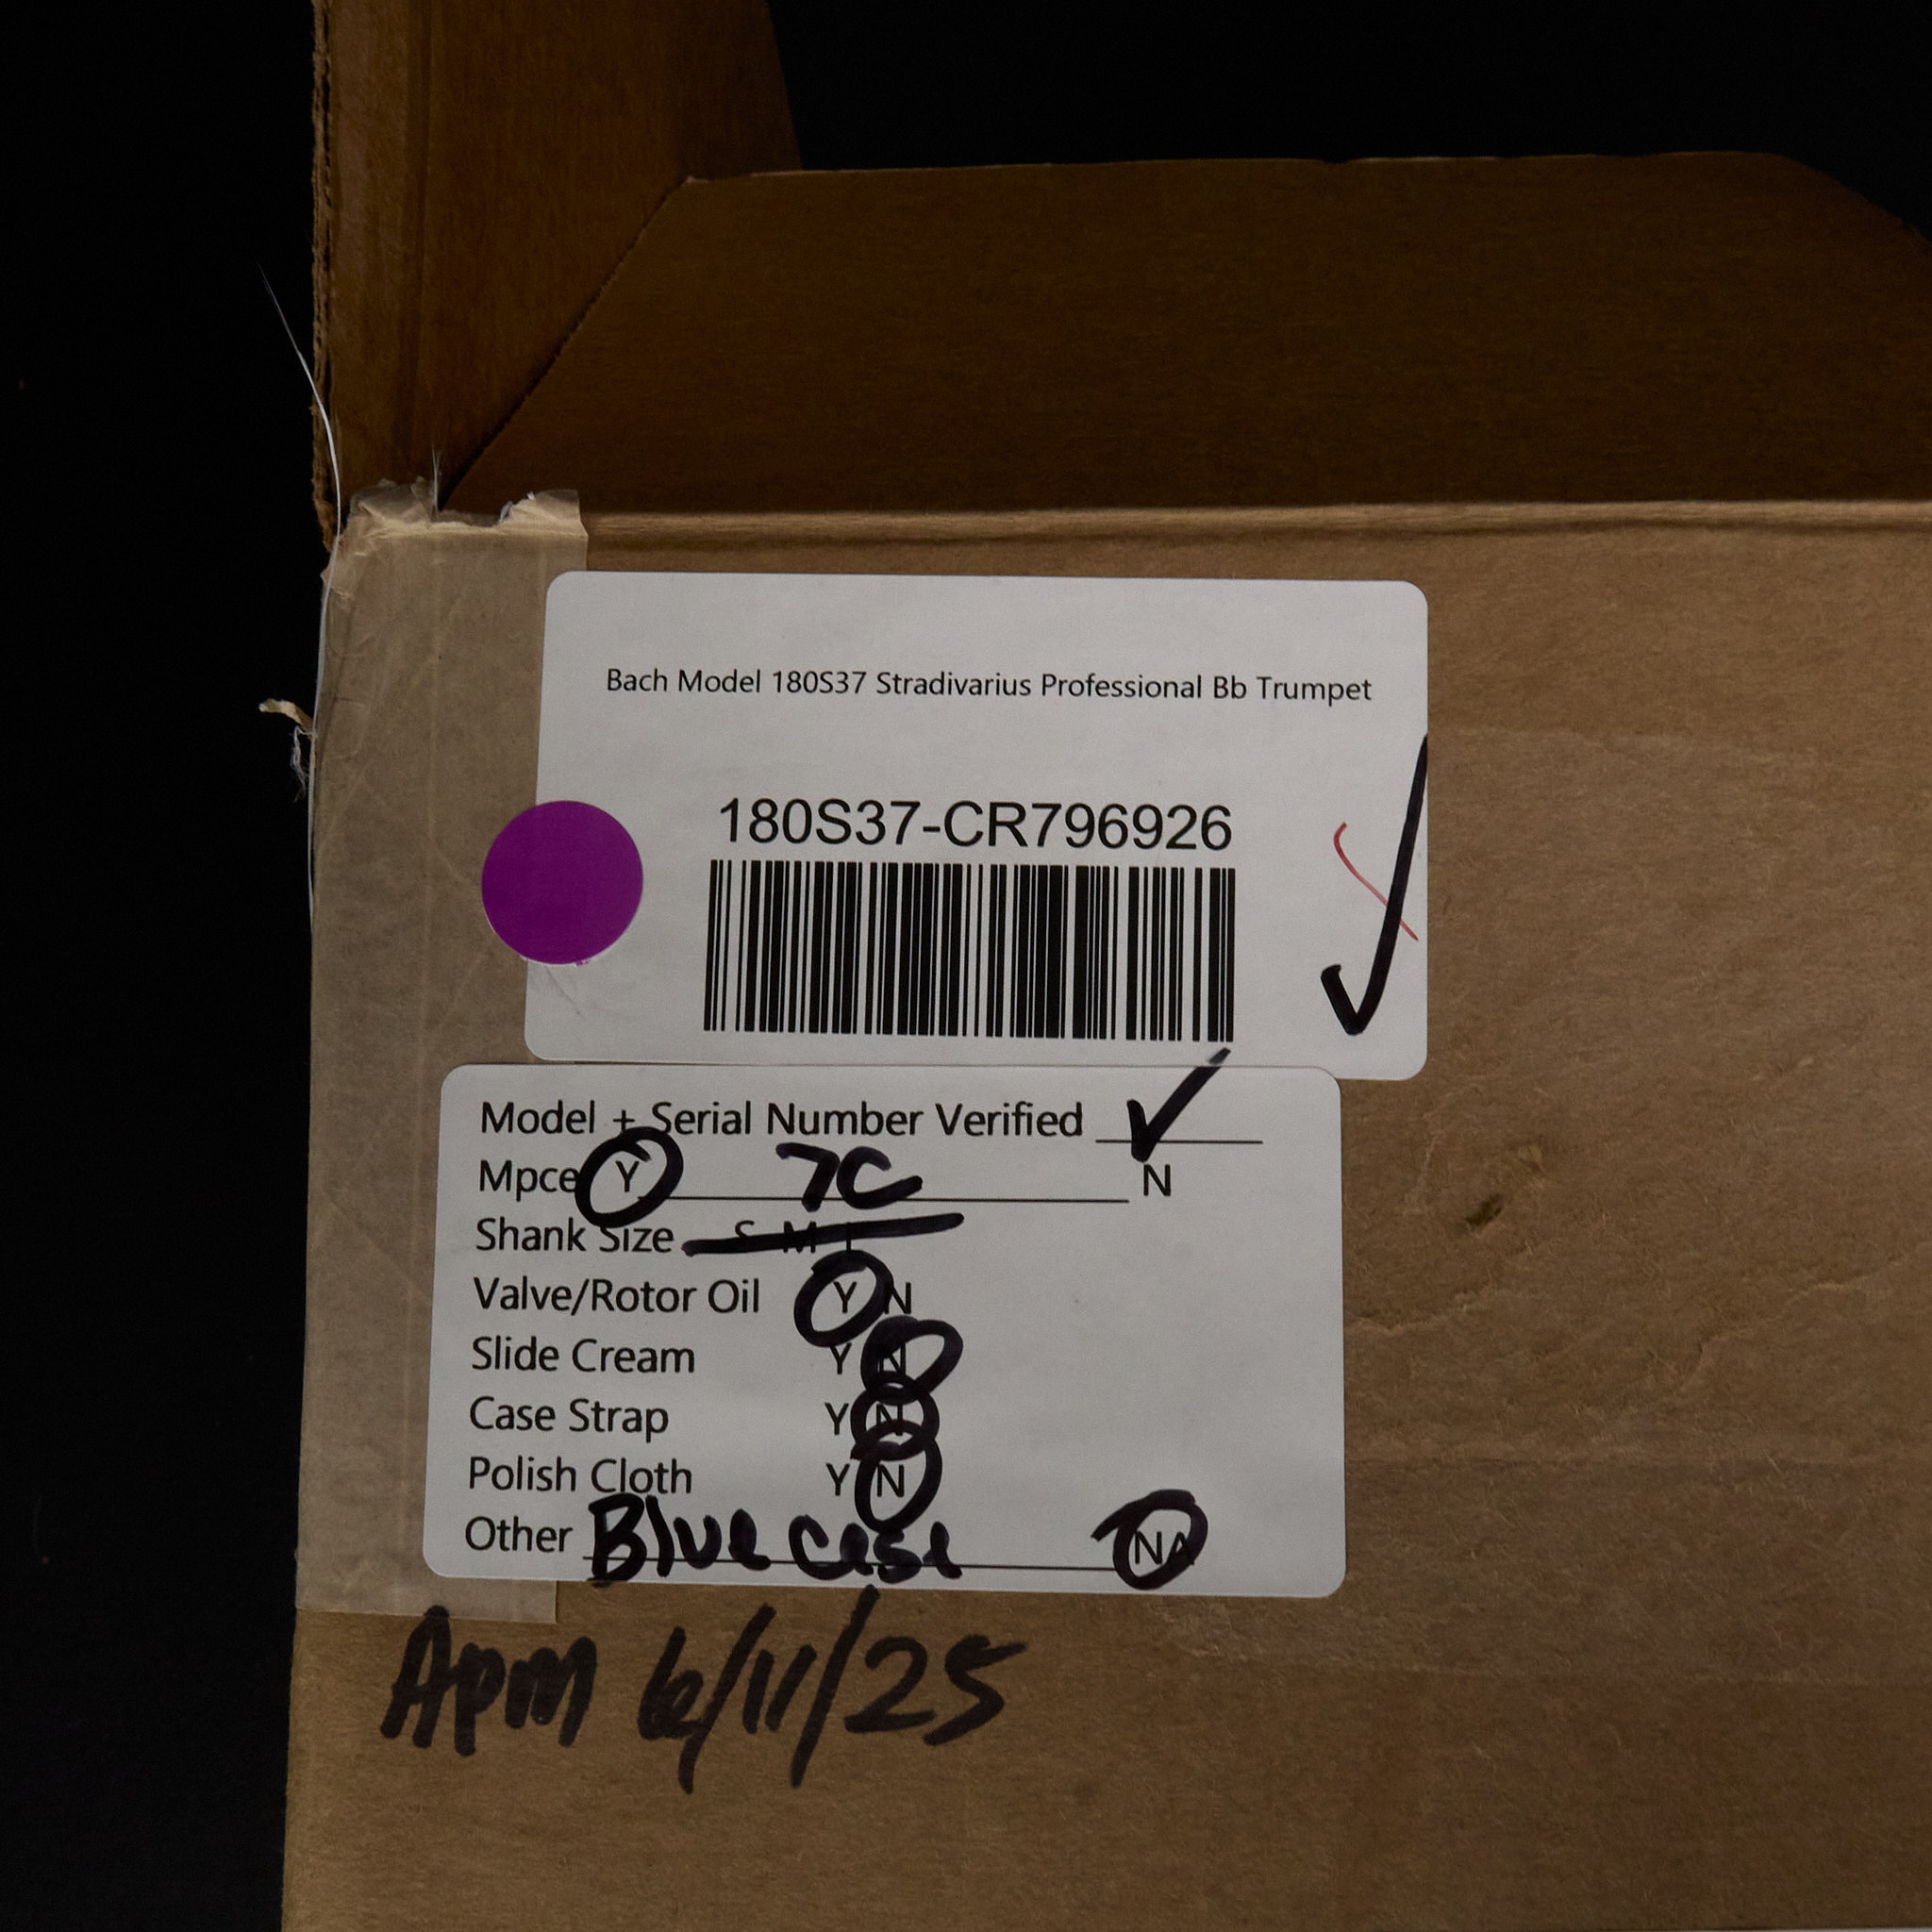 Bach Model 180S37 Stradivarius Professional Bb Trumpet
180S37-CR796926
Model + Serial Number Verified ✓
Mpce Y 7C N
Shank Size S M L
Valve/Rotor Oil Y N
Slide Cream Y N
Case Strap Y N
Polish Cloth Y N
Other Blue case NA
Apm 6/11/25